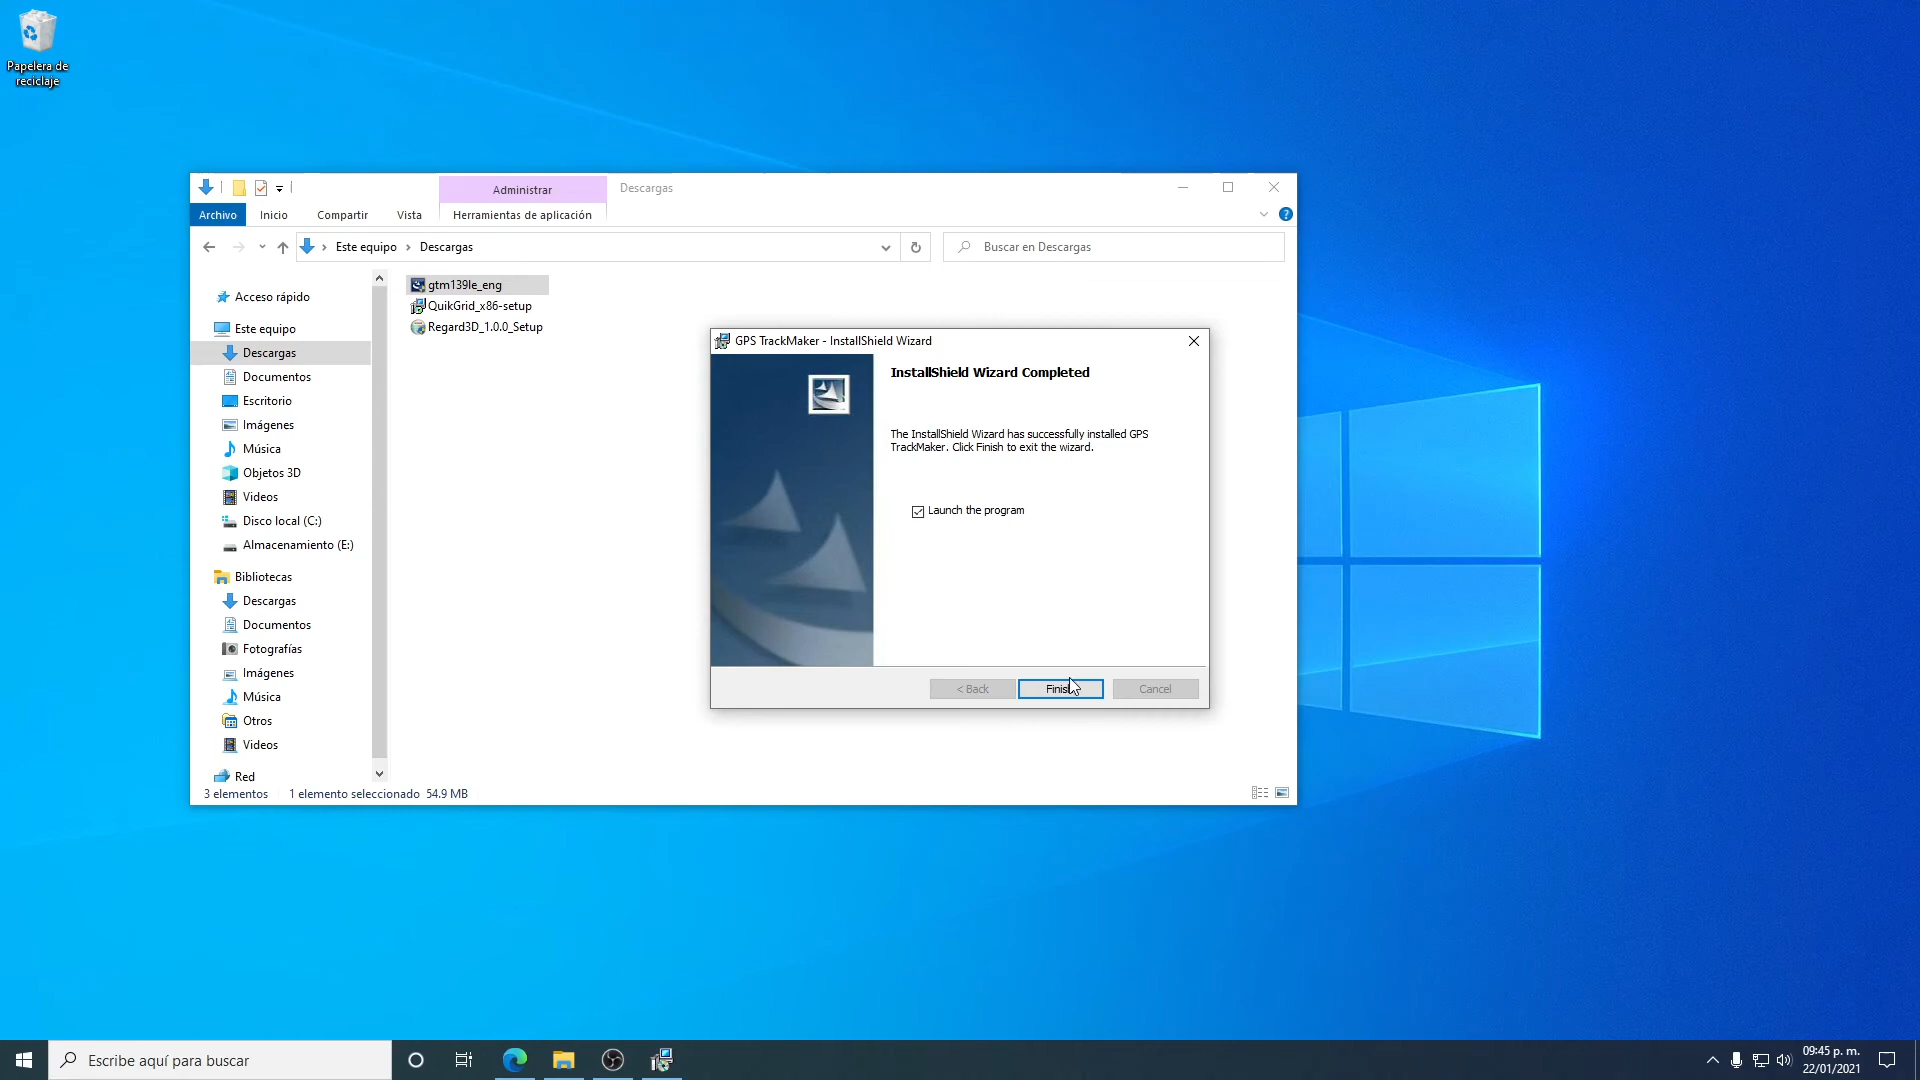 Papelera de
reciclaje
Administrar
Descargas
Archivo
Inicio
Compartir
Vista
Herramientas de aplicación
Este equipo
Descargas
Buscar en Descargas
Acceso rápido
Este equipo
Descargas
Documentos
Escritorio
Imágenes
Música
Objetos 3D
Videos
Disco local (C:)
Almacenamiento (E:)
Bibliotecas
Descargas
Documentos
Fotografías
Imágenes
Música
Otros
Videos
Red
gtm139le_eng
QuikGrid_x86-setup
Regard3D_1.0.0_Setup
3 elementos 1 elemento seleccionado 54.9 MB
GPS TrackMaker - InstallShield Wizard
InstallShield Wizard Completed
The InstallShield Wizard has successfully installed GPS
TrackMaker. Click Finish to exit the wizard.
Launch the program
< Back
Finish
Cancel
Escribe aquí para buscar
09:45 p. m.
22/01/2021